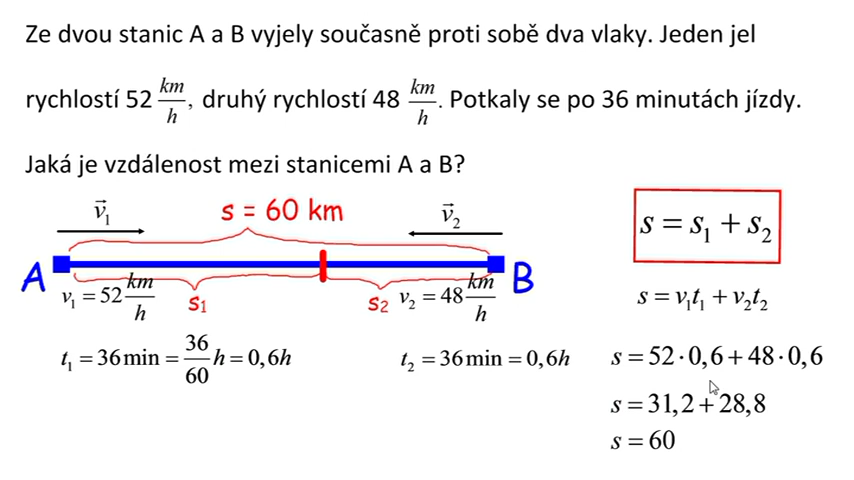 Ze dvou stanic A a B vyjely současně proti sobě dva vlaky. Jeden jel
rychlostí 52 km/h, druhý rychlostí 48 km/h. Potkaly se po 36 minutách jízdy.
Jaká je vzdálenost mezi stanicemi A a B?
v⃗₁ s = 60 km v⃗₂
s = s₁ + s₂
A B
v₁ = 52 km/h s₁ s₂ v₂ = 48 km/h
s = v₁t₁ + v₂t₂
t₁ = 36 min = 36/60 h = 0,6h t₂ = 36 min = 0,6h
s = 52·0,6 + 48·0,6
s = 31,2 + 28,8
s = 60